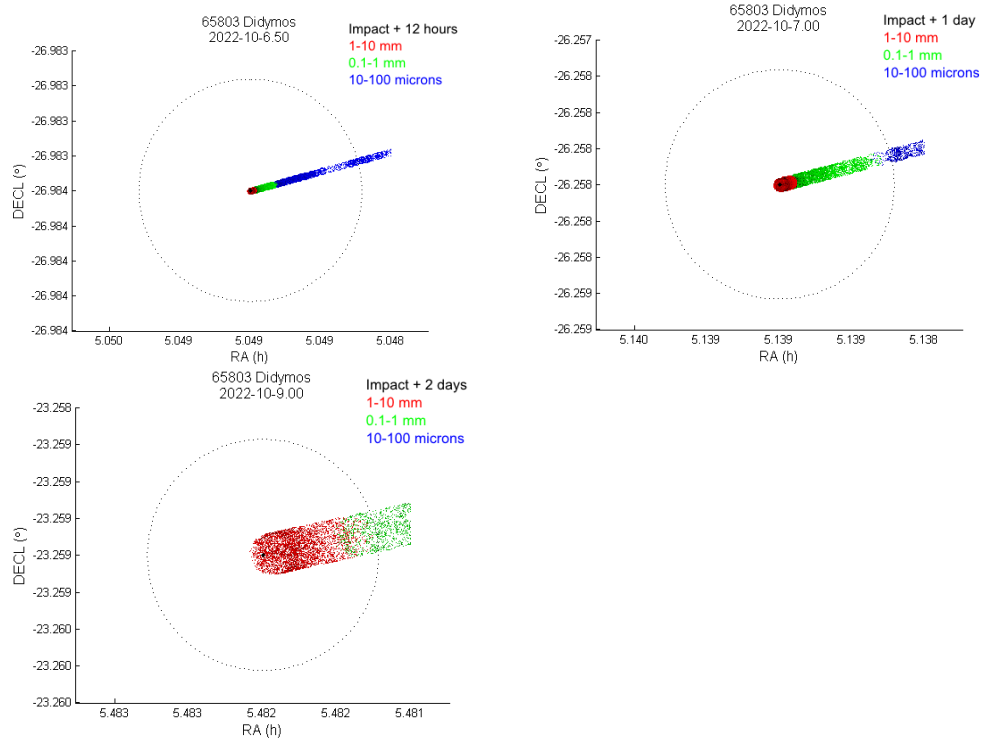 65803 Didymos
2022-10-6.50
Impact + 12 hours
1-10 mm
0.1-1 mm
10-100 microns
-26.983
-26.983
-26.983
-26.983
-26.984
-26.984
-26.984
-26.984
-26.984
DECL (°)
5.050 5.049 5.049 5.049 5.048
RA (h)
65803 Didymos
2022-10-7.00
Impact + 1 day
1-10 mm
0.1-1 mm
10-100 microns
-26.257
-26.258
-26.258
-26.258
-26.258
-26.258
-26.259
-26.259
DECL (°)
5.140 5.139 5.139 5.139 5.138
RA (h)
65803 Didymos
2022-10-9.00
Impact + 2 days
1-10 mm
0.1-1 mm
10-100 microns
-23.258
-23.259
-23.259
-23.259
-23.259
-23.259
-23.260
-23.260
-23.260
DECL (°)
5.483 5.483 5.482 5.482 5.481
RA (h)